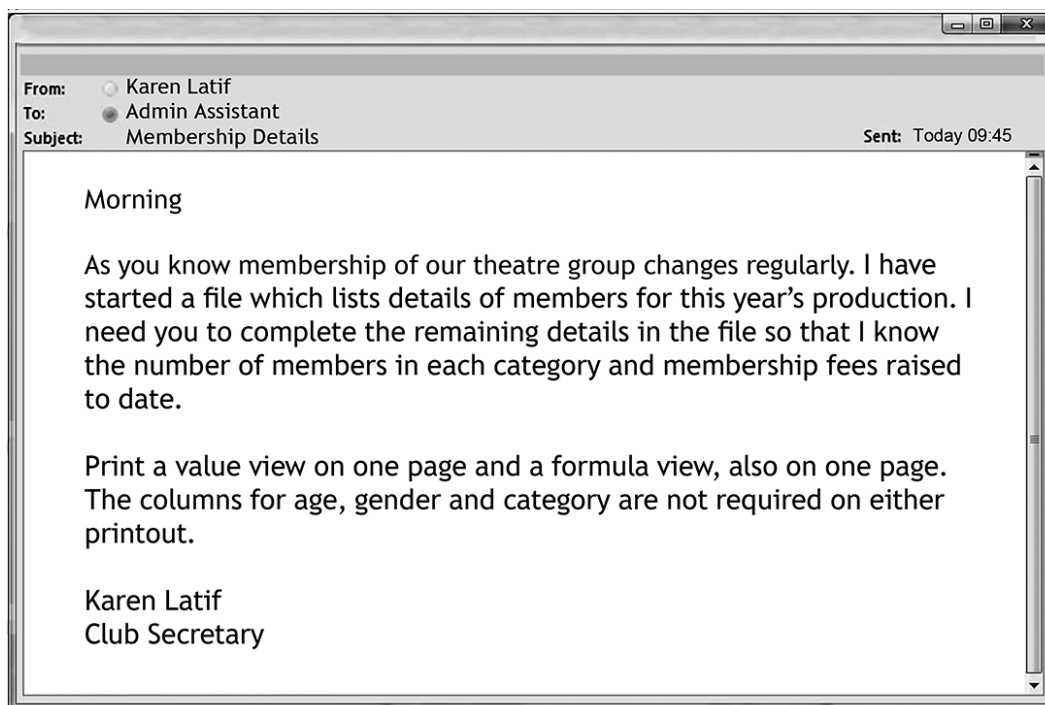 From: Karen Latif
To: Admin Assistant
Subject: Membership Details Sent: Today 09:45
Morning
As you know membership of our theatre group changes regularly. I have
started a file which lists details of members for this year’s production. I
need you to complete the remaining details in the file so that I know
the number of members in each category and membership fees raised
to date.
Print a value view on one page and a formula view, also on one page.
The columns for age, gender and category are not required on either
printout.
Karen Latif
Club Secretary